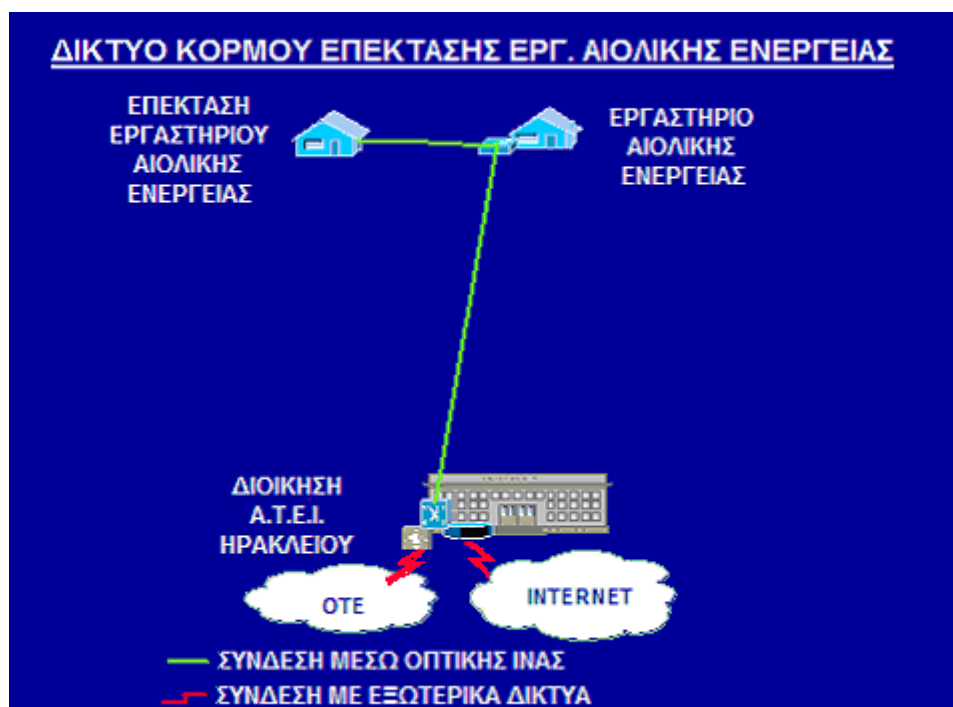 ΔΙΚΤΥΟ ΚΟΡΜΟΥ ΕΠΕΚΤΑΣΗΣ ΕΡΓ. ΑΙΟΛΙΚΗΣ ΕΝΕΡΓΕΙΑΣ
ΕΠΕΚΤΑΣΗ
ΕΡΓΑΣΤΗΡΙΟΥ
ΑΙΟΛΙΚΗΣ
ΕΝΕΡΓΕΙΑΣ
ΕΡΓΑΣΤΗΡΙΟ
ΑΙΟΛΙΚΗΣ
ΕΝΕΡΓΕΙΑΣ
ΔΙΟΙΚΗΣΗ
Α.Τ.Ε.Ι.
ΗΡΑΚΛΕΙΟΥ
ΟΤΕ
INTERNET
ΣΥΝΔΕΣΗ ΜΕΣΩ ΟΠΤΙΚΗΣ ΙΝΑΣ
ΣΥΝΔΕΣΗ ΜΕ ΕΞΩΤΕΡΙΚΑ ΔΙΚΤΥΑ